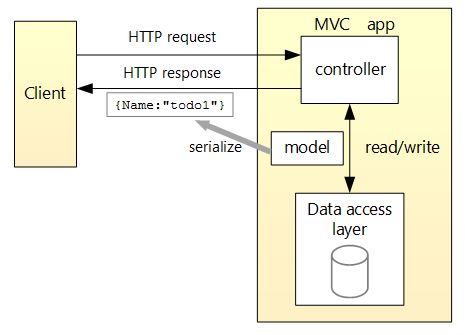 MVC app
HTTP request
controller
Client
HTTP response
{Name:"todo1"}
serialize
model
read/write
Data access
layer